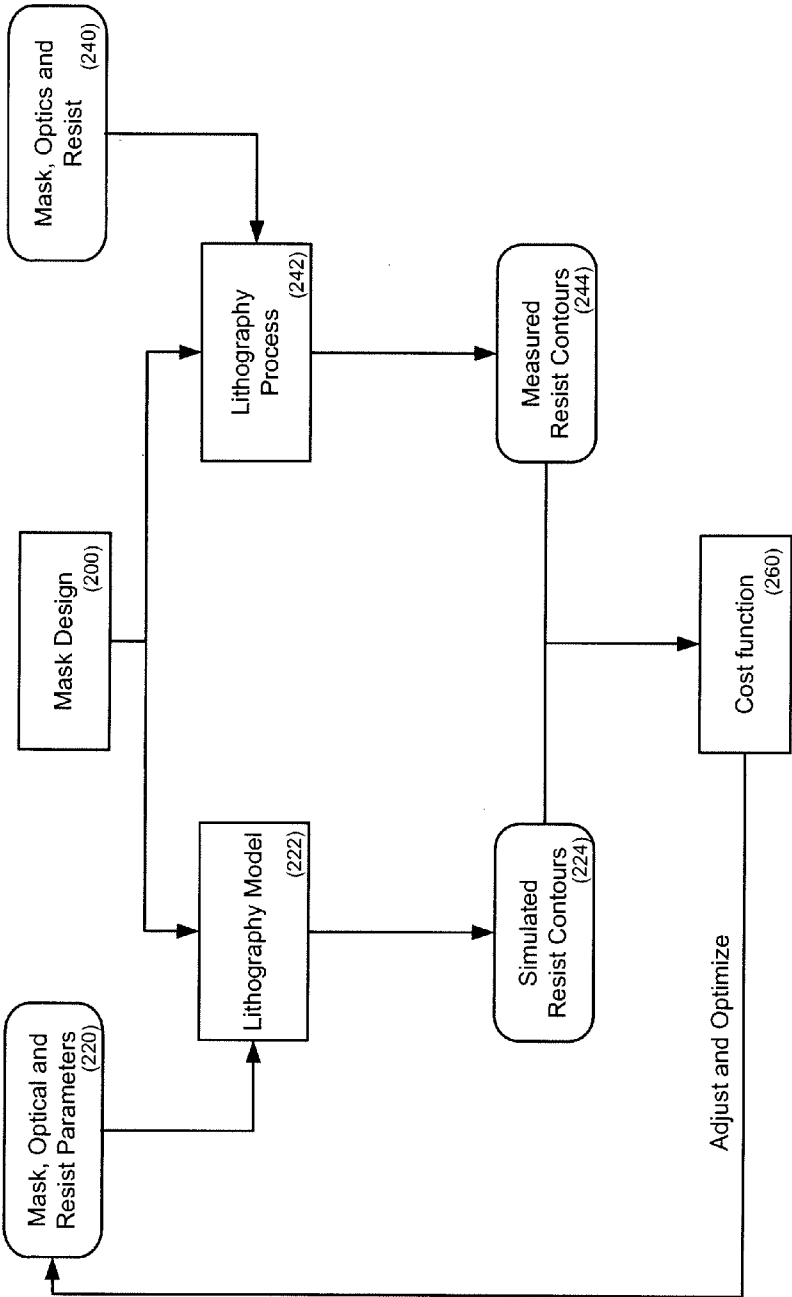 Mask, Optical and
Resist Parameters
(220)
Mask Design
(200)
Mask, Optics and
Resist
(240)
Lithography Model
(222)
Lithography
Process
(242)
Simulated
Resist Contours
(224)
Measured
Resist Contours
(244)
Cost function
(260)
Adjust and Optimize